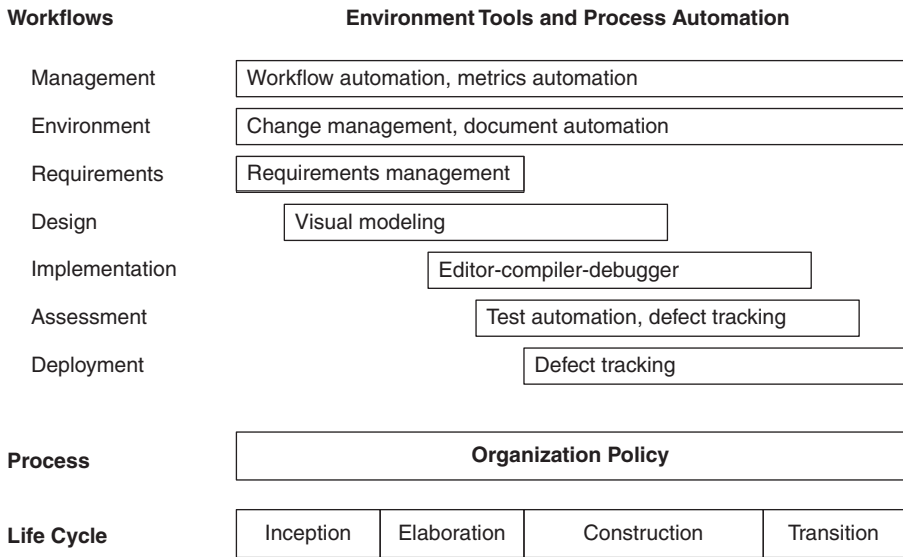 Workflows Environment Tools and Process Automation
Management Workflow automation, metrics automation
Environment Change management, document automation
Requirements Requirements management
Design Visual modeling
Implementation Editor-compiler-debugger
Assessment Test automation, defect tracking
Deployment Defect tracking
Process Organization Policy
Life Cycle Inception Elaboration Construction Transition